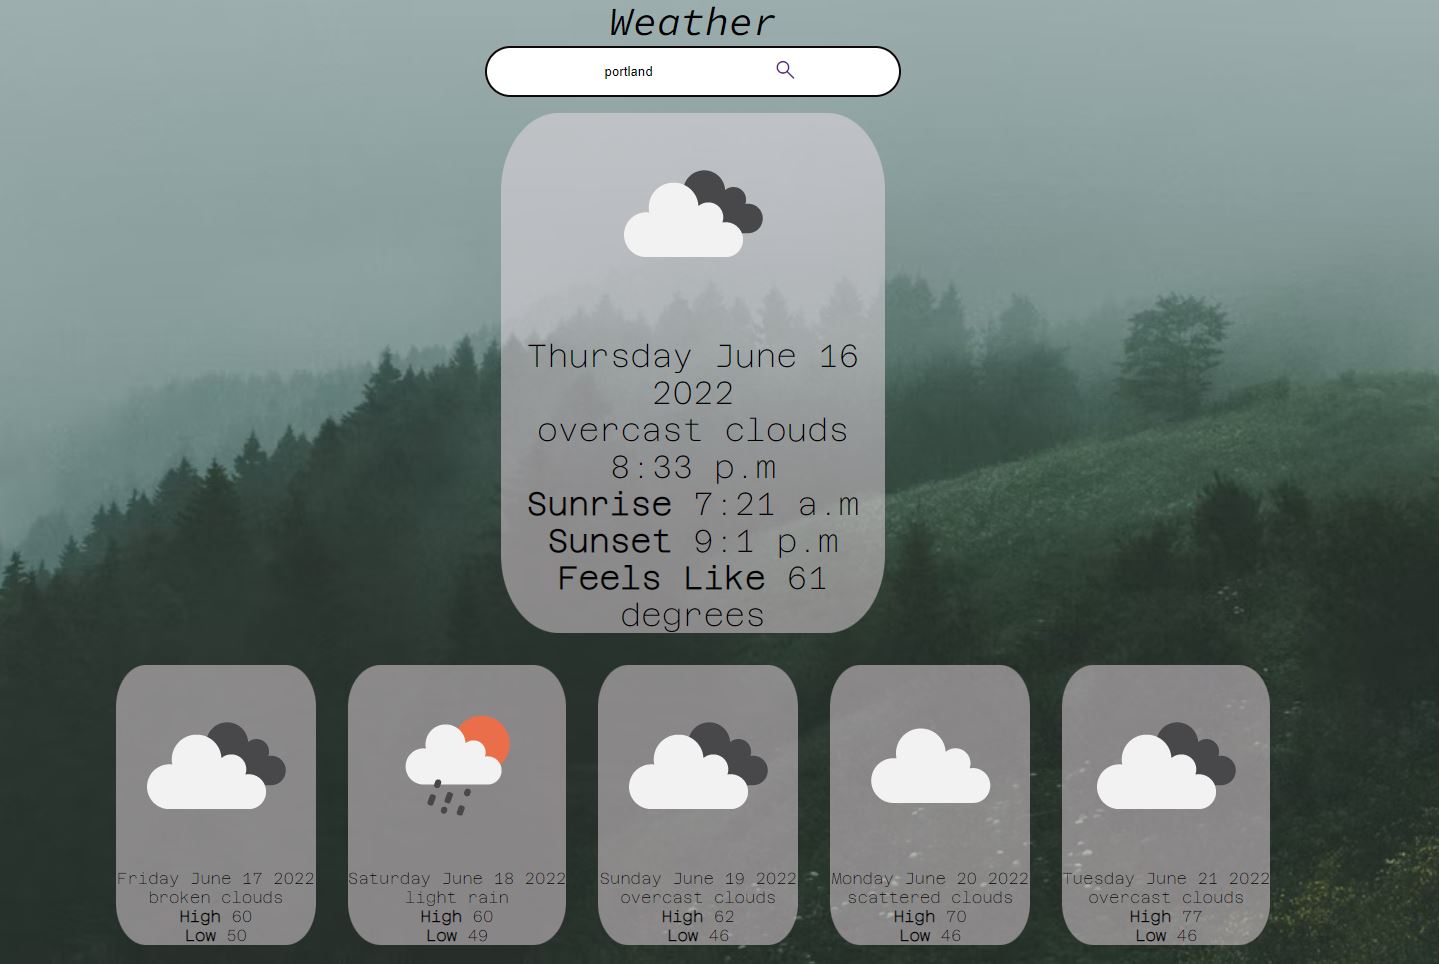 Weather
portland
Thursday June 16
2022
overcast clouds
8:33 p.m
Sunrise 7:21 a.m
Sunset 9:1 p.m
Feels Like 61
degrees
Friday June 17 2022
broken clouds
High 60
Low 50
Saturday June 18 2022
light rain
High 60
Low 49
Sunday June 19 2022
overcast clouds
High 62
Low 46
Monday June 20 2022
scattered clouds
High 70
Low 46
Tuesday June 21 2022
overcast clouds
High 77
Low 46